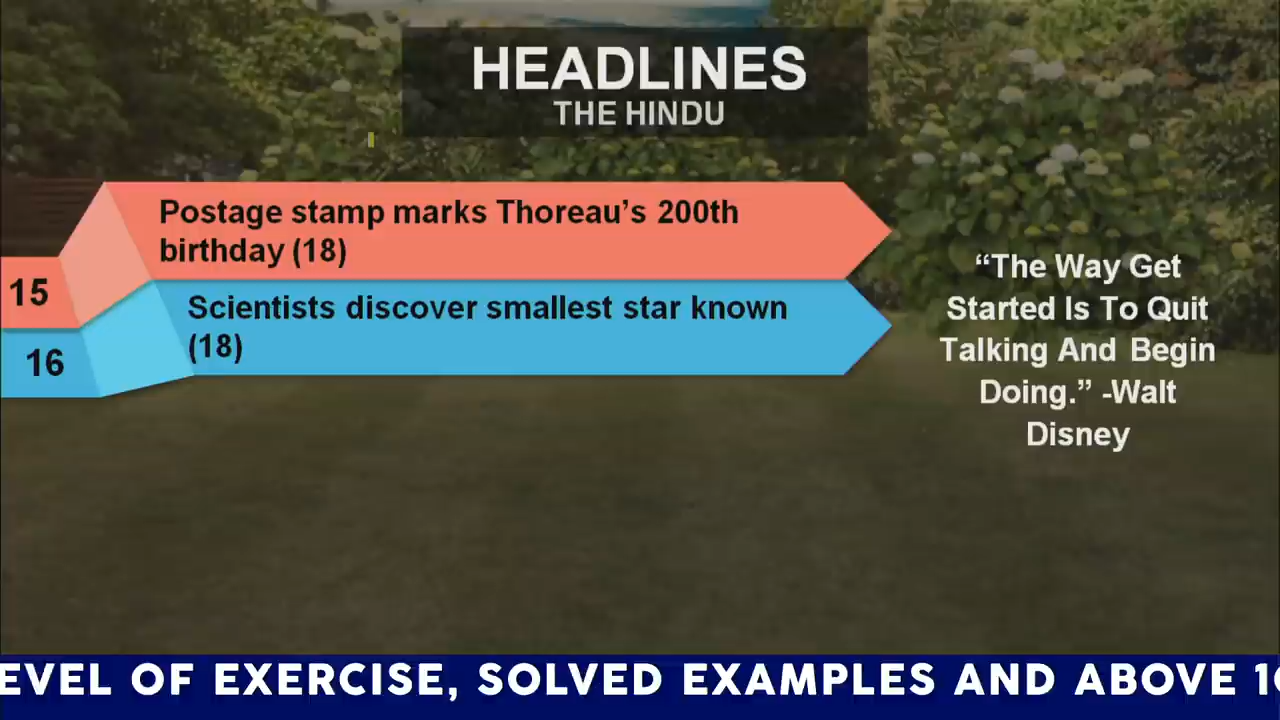 HEADLINES
THE HINDU
15
Postage stamp marks Thoreau’s 200th
birthday (18)
16
Scientists discover smallest star known
(18)
“The Way Get
Started Is To Quit
Talking And Begin
Doing.” -Walt
Disney
EVEL OF EXERCISE, SOLVED EXAMPLES AND ABOVE